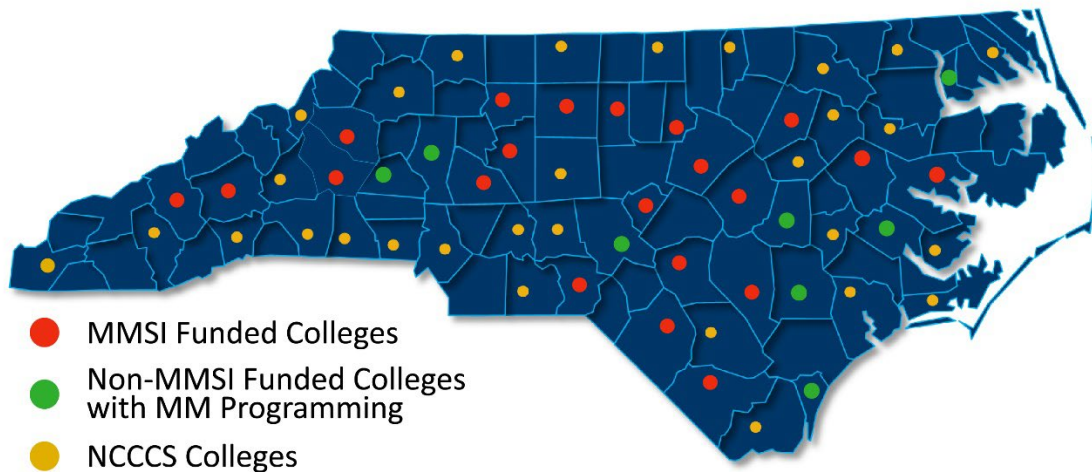 MMSI Funded Colleges
Non-MMSI Funded Colleges
with MM Programming
NCCCS Colleges